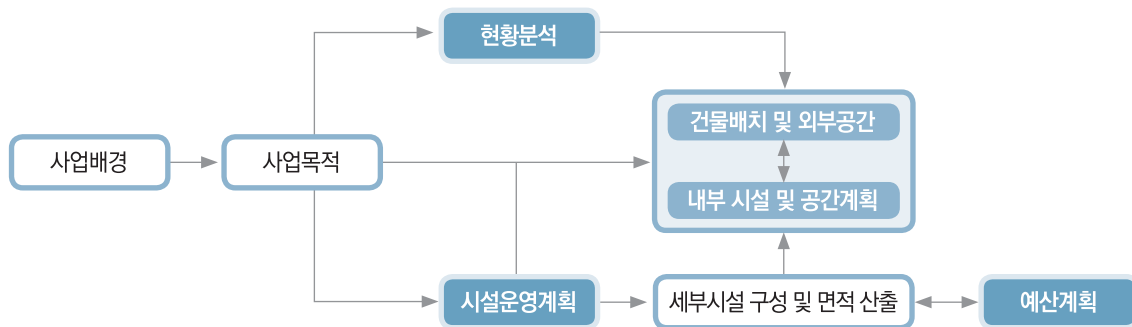 현황분석
건물배치 및 외부공간
사업배경
사업목적
내부 시설 및 공간계획
시설운영계획
세부시설 구성 및 면적 산출
예산계획